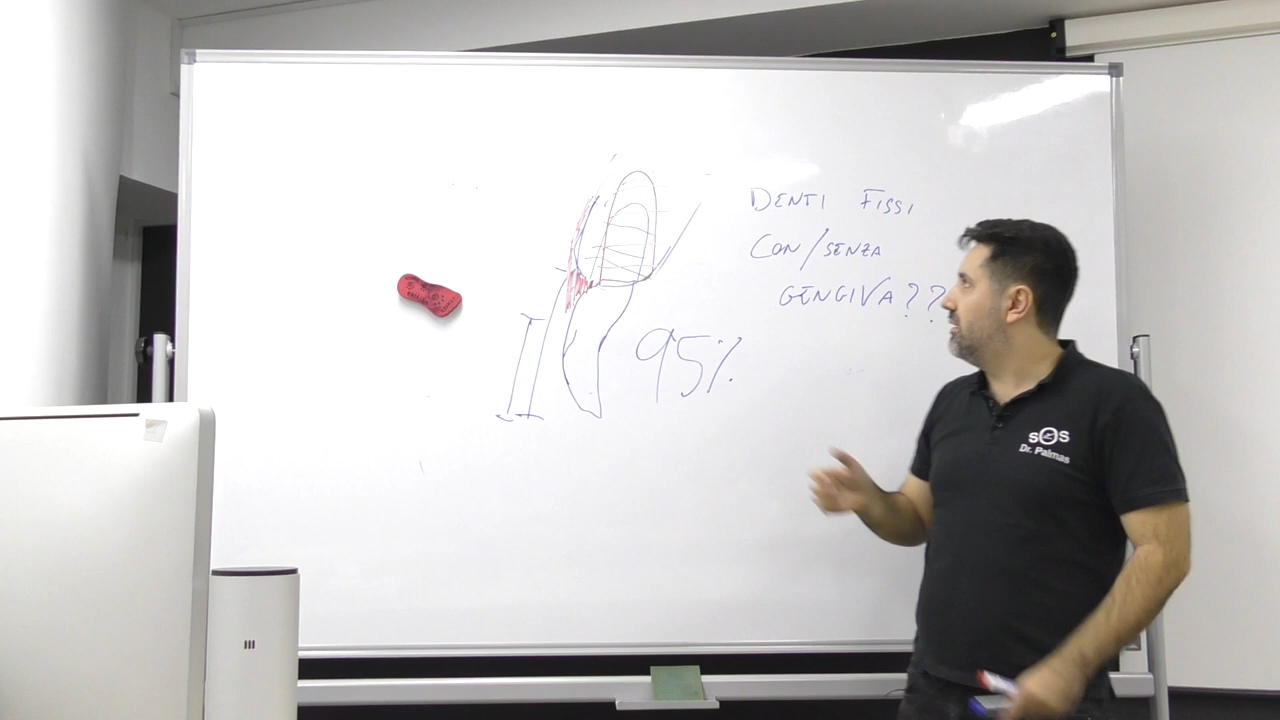 DENTI FISSI
CON/SENZA
GENGIVA??
95%
SOS
Dr. Palmas